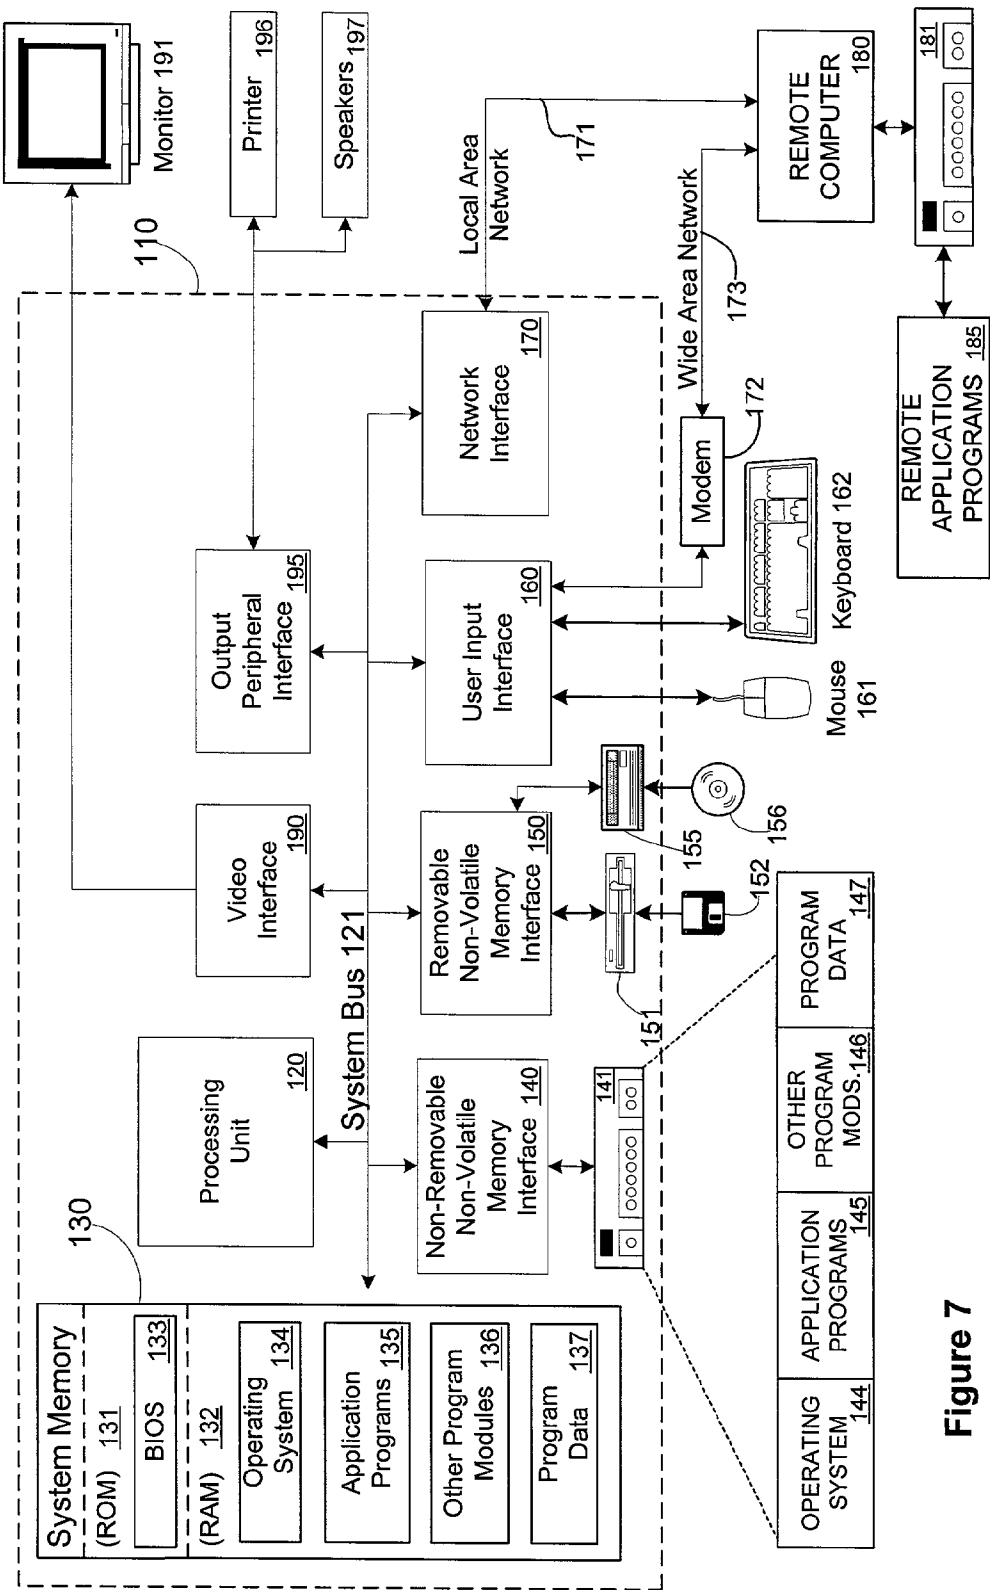 Monitor 191
Printer 196
Speakers 197
110
130
System Memory
(ROM) 131
BIOS 133
(RAM) 132
Operating
System 134
Application
Programs 135
Other Program
Modules 136
Program
Data 137
Processing
Unit
120
Video
Interface
190
Output
Peripheral
Interface
195
System Bus 121
Non-Removable
Non-Volatile
Memory
Interface 140
Removable
Non-Volatile
Memory
Interface 150
User Input
Interface
160
Network
Interface
170
Local Area
Network
171
Wide Area Network
173
Modem
172
141
151
152
155
156
Mouse
161
Keyboard 162
REMOTE
COMPUTER
180
181
REMOTE
APPLICATION
PROGRAMS 185
OPERATING
SYSTEM 144
APPLICATION
PROGRAMS 145
OTHER
PROGRAM
MODS. 146
PROGRAM
DATA 147
Figure 7